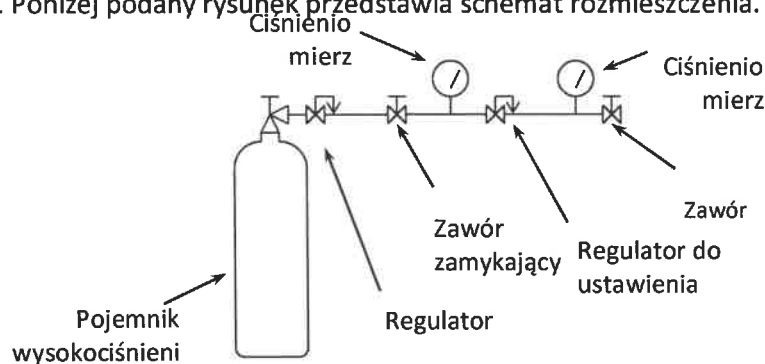 . Poniżej podany rysunek przedstawia schemat rozmieszczenia.
Ciśnienio
mierz
Ciśnienio
mierz
Zawór
Zawór
zamykający
Regulator do
ustawienia
Regulator
Pojemnik
wysokociśnieni